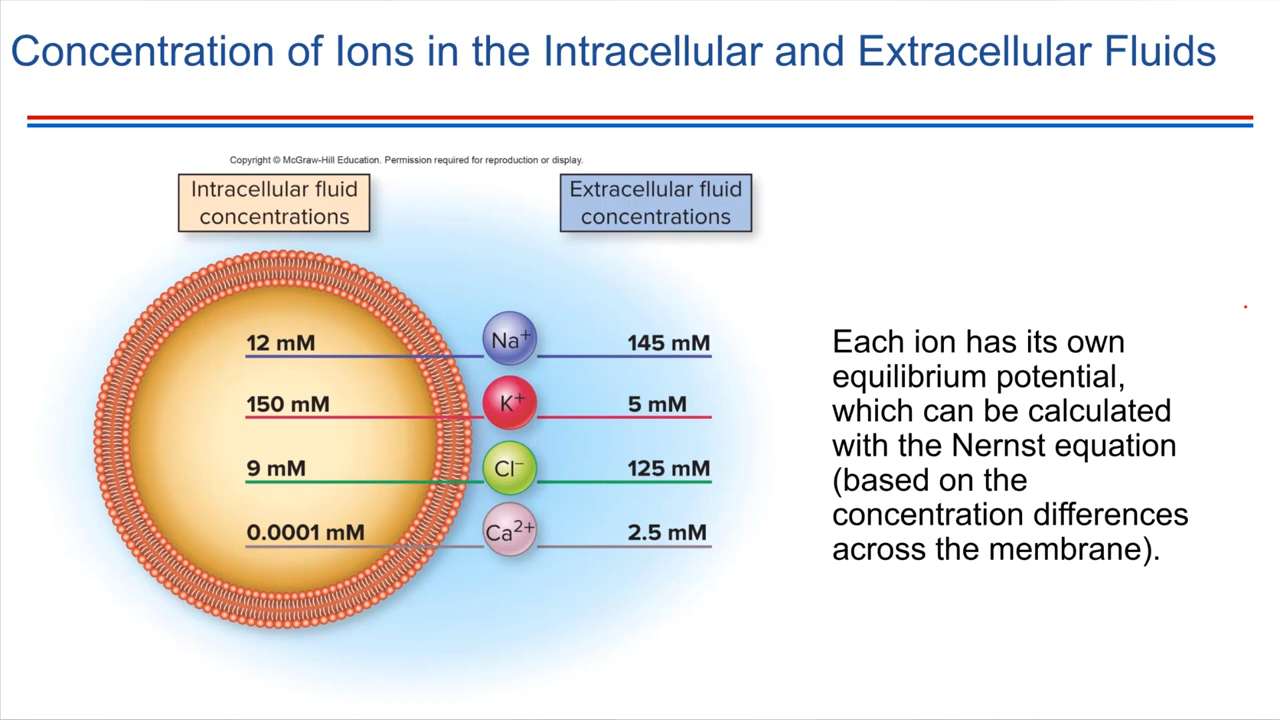 Concentration of Ions in the Intracellular and Extracellular Fluids
Copyright © McGraw-Hill Education. Permission required for reproduction or display.
Intracellular fluid
concentrations
Extracellular fluid
concentrations
12 mM Na⁺ 145 mM
150 mM K⁺ 5 mM
9 mM Cl⁻ 125 mM
0.0001 mM Ca²⁺ 2.5 mM
Each ion has its own
equilibrium potential,
which can be calculated
with the Nernst equation
(based on the
concentration differences
across the membrane).